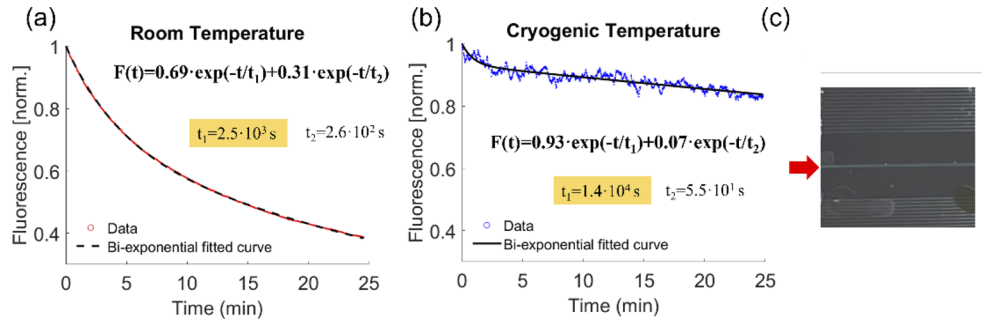 (a)
Room Temperature
F(t)=0.69·exp(-t/t₁)+0.31·exp(-t/t₂)
t₁=2.5·10³ s
t₂=2.6·10² s
Fluorescence [norm.]
1
0.8
0.6
0.4
Data
Bi-exponential fitted curve
0
5
10
15
20
25
Time (min)
(b)
Cryogenic Temperature
F(t)=0.93·exp(-t/t₁)+0.07·exp(-t/t₂)
t₁=1.4·10⁴ s
t₂=5.5·10¹ s
Fluorescence [norm.]
1
0.8
0.6
0.4
Data
Bi-exponential fitted curve
0
5
10
15
20
25
Time (min)
(c)